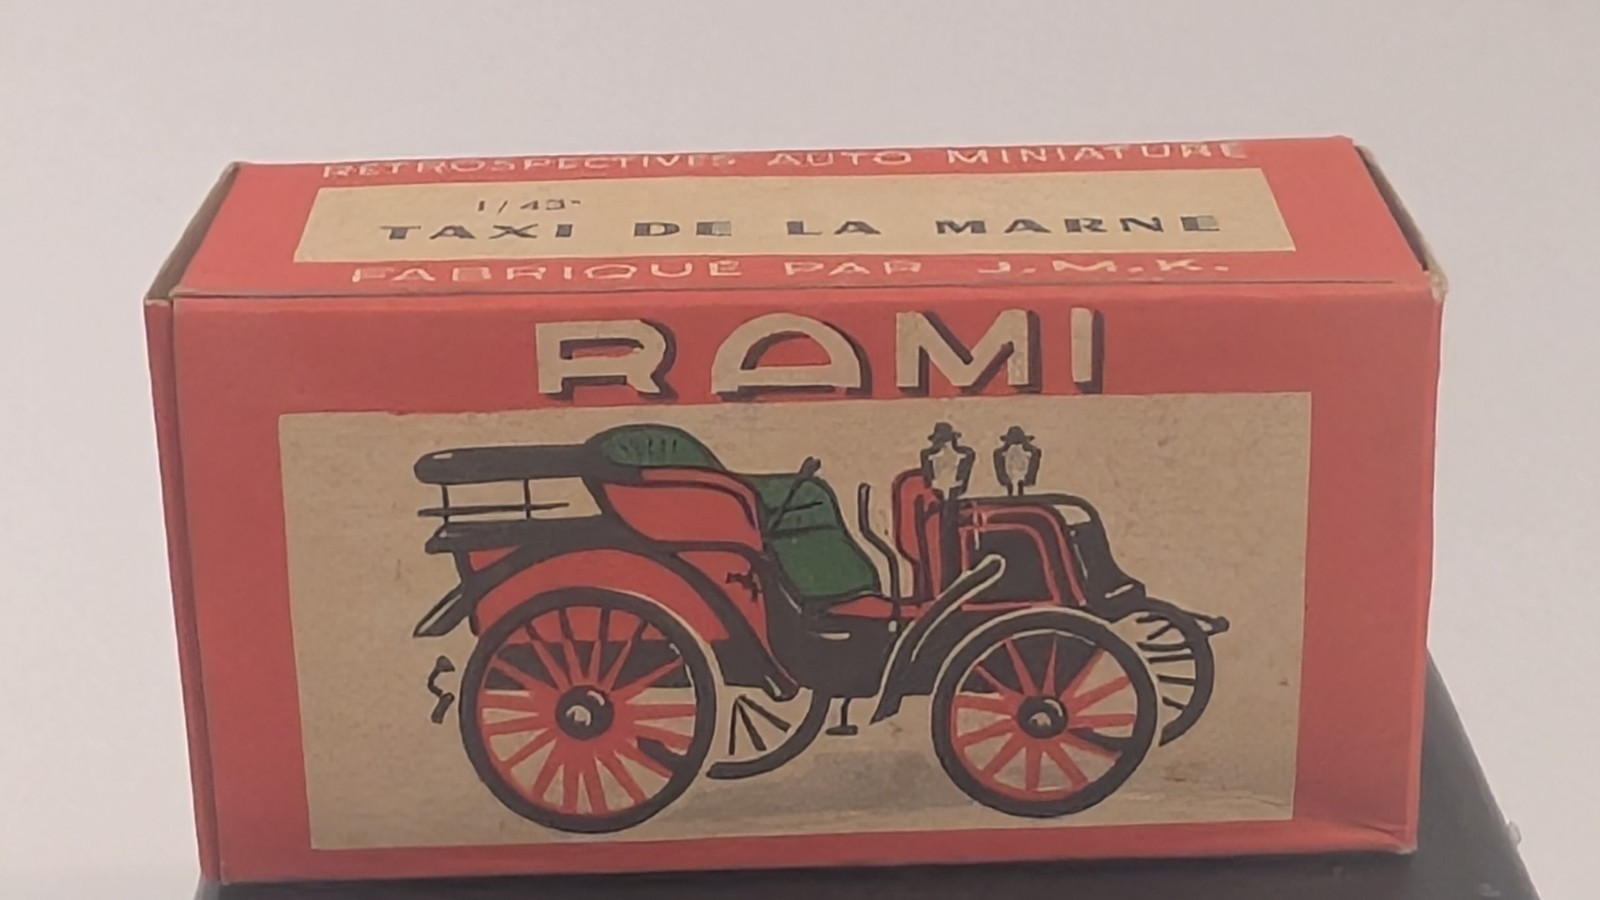 RETROSPECTIVES AUTO MINIATURE
1/43e
TAXI DE LA MARNE
FABRIQUÉ PAR J.M.K.
RAMI